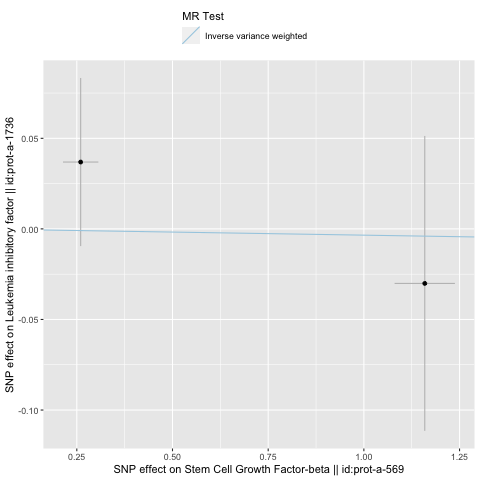 MR Test
Inverse variance weighted
SNP effect on Leukemia inhibitory factor || id:prot-a-1736
0.05
0.00
-0.05
-0.10
0.25
0.50
0.75
1.00
1.25
SNP effect on Stem Cell Growth Factor-beta || id:prot-a-569